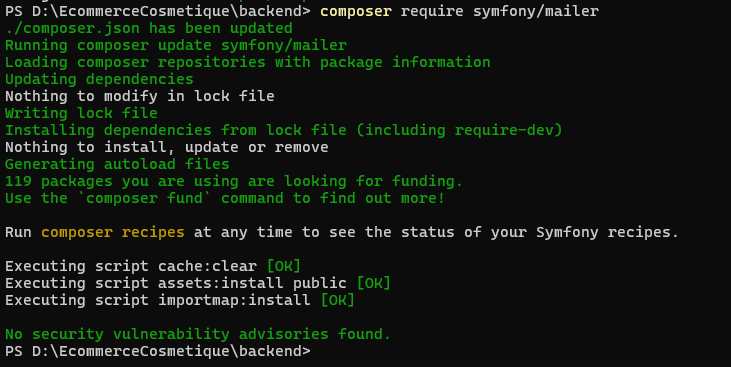 PS D:\EcommerceCosmetique\backend> composer require symfony/mailer
./composer.json has been updated
Running composer update symfony/mailer
Loading composer repositories with package information
Updating dependencies
Nothing to modify in lock file
Writing lock file
Installing dependencies from lock file (including require-dev)
Nothing to install, update or remove
Generating autoload files
119 packages you are using are looking for funding.
Use the `composer fund` command to find out more!
Run composer recipes at any time to see the status of your Symfony recipes.
Executing script cache:clear [OK]
Executing script assets:install public [OK]
Executing script importmap:install [OK]
No security vulnerability advisories found.
PS D:\EcommerceCosmetique\backend>